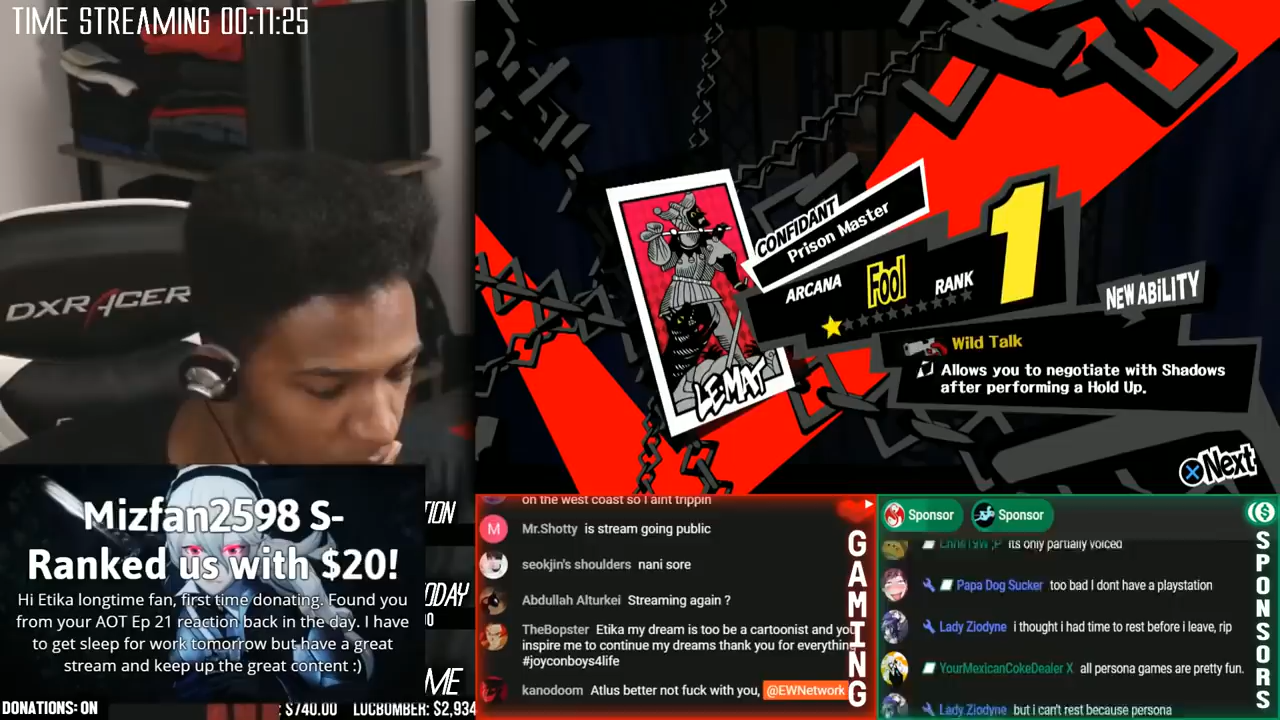 TIME STREAMING 00:11:25
DXRACER
CONFIDANT
Prison Master
ARCANA Fool RANK 1
NEW ABILITY
Wild Talk
Allows you to negotiate with Shadows
after performing a Hold Up.
LE·MAT
Next
Mizfan2598 S-
Ranked us with $20!
Hi Etika longtime fan, first time donating. Found you
from your AOT Ep 21 reaction back in the day. I have
to get sleep for work tomorrow but have a great
stream and keep up the great content :)
TION
ODAY
ME
DONATIONS: ON
: $740.00 LOCBOMBER: $2,934
on the west coast so I aint trippin
M Mr.Shotty is stream going public
seokjin's shoulders nani sore
Abdullah Alturkei Streaming again ?
TheBopster Etika my dream is too be a cartoonist and you
inspire me to continue my dreams thank you for everything
#joyconboys4life
kanodoom Atlus better not fuck with you, @EWNetwork
GAMING
Sponsor Sponsor
its only partially voiced
Papa Dog Sucker too bad I dont have a playstation
Lady Ziodyne i thought i had time to rest before i leave, rip
YourMexicanCokeDealer X all persona games are pretty fun.
Lady Ziodyne but i can't rest because persona
SPONSORS